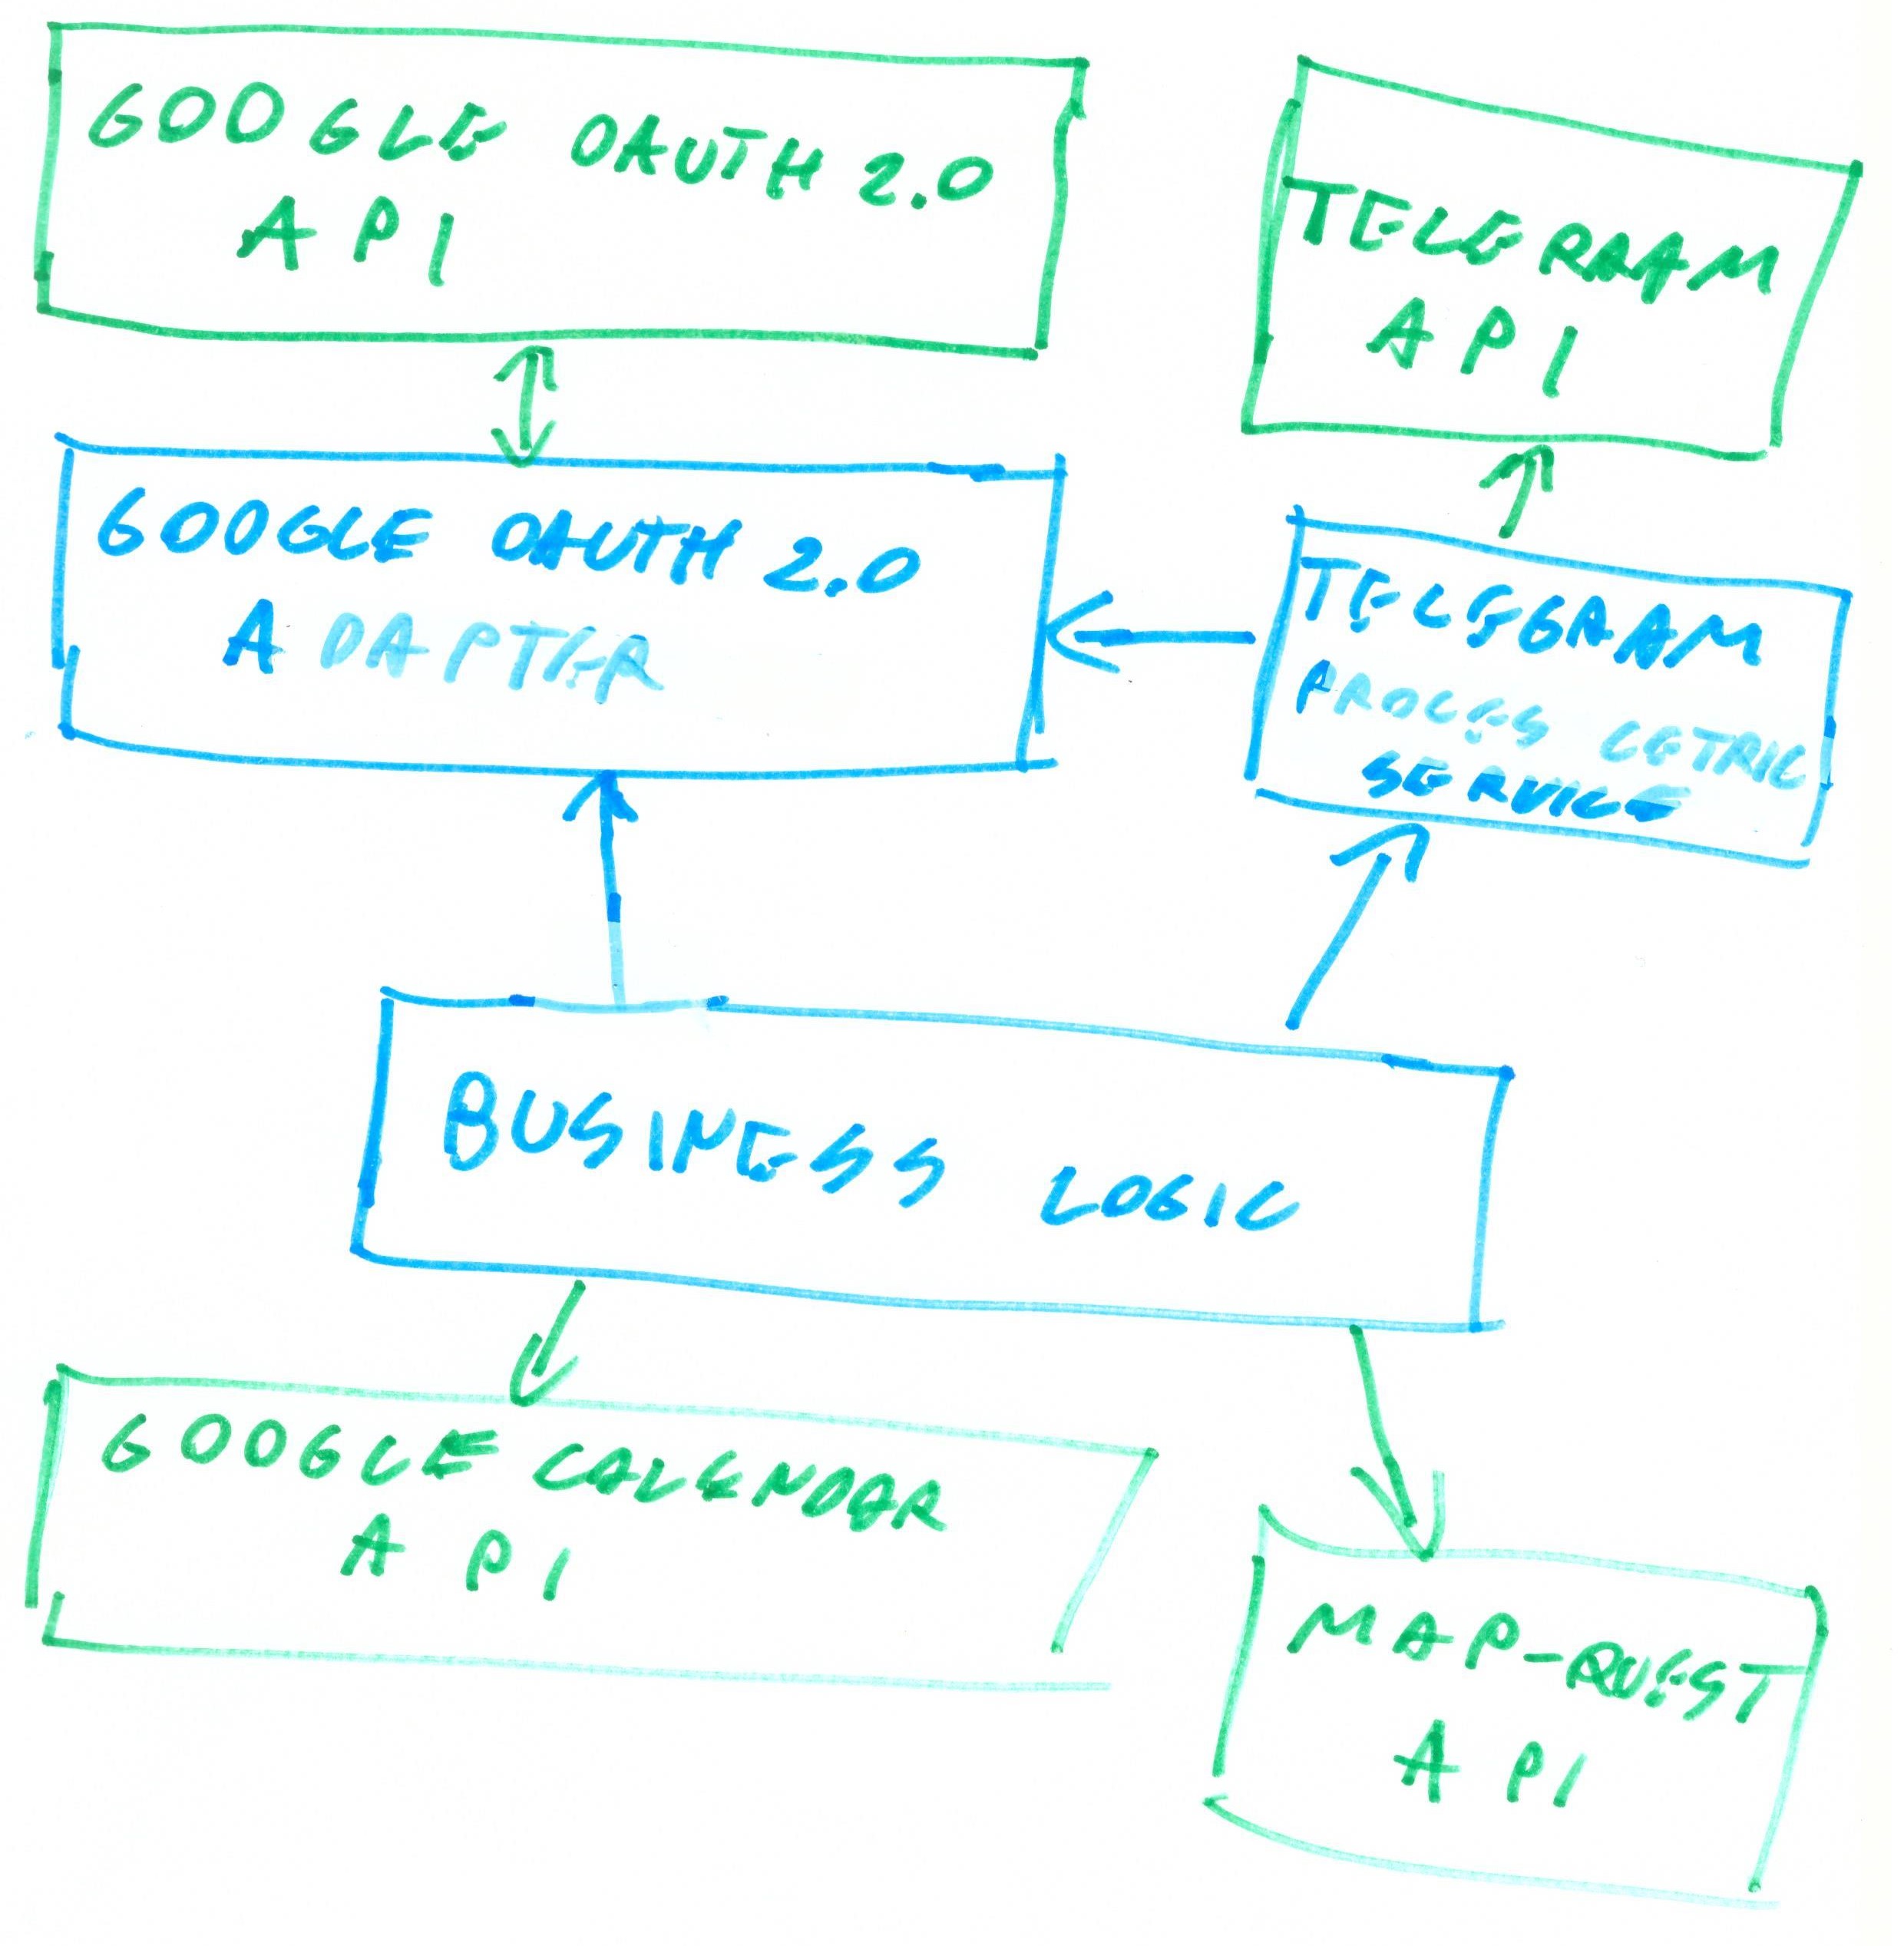 GOOGLE OAUTH 2.0
API
TELERAAM
API
GOOGLE OAUTH 2.0
ADAPTER
TELEGRAM
PROCESS CETRIC
SERVICE
BUSINESS LOGIC
GOOGLE CALENDAR
API
MAP-QUEST
API